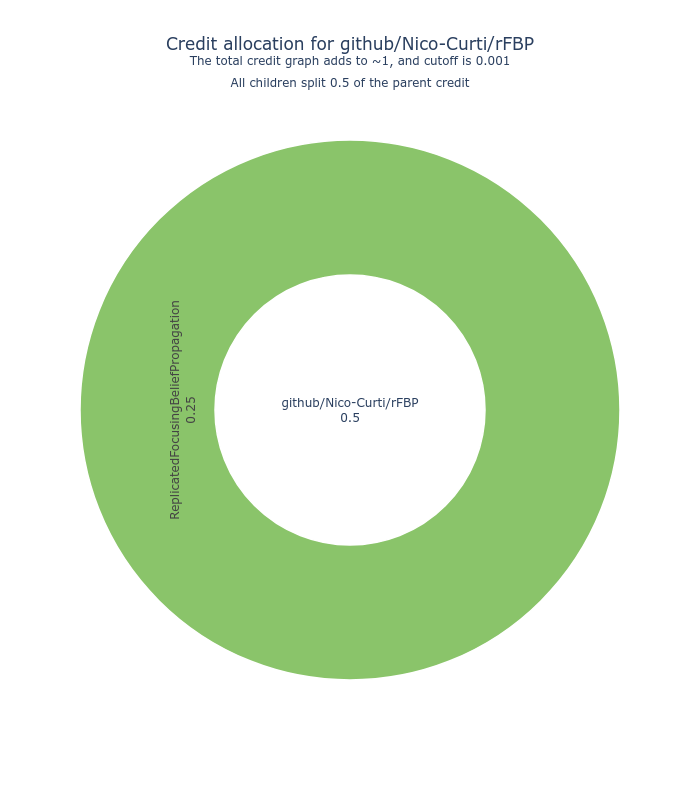 Credit allocation for github/Nico-Curti/rFBP
The total credit graph adds to ~1, and cutoff is 0.001
All children split 0.5 of the parent credit
ReplicatedFocusingBeliefPropagation
0.25
github/Nico-Curti/rFBP
0.5